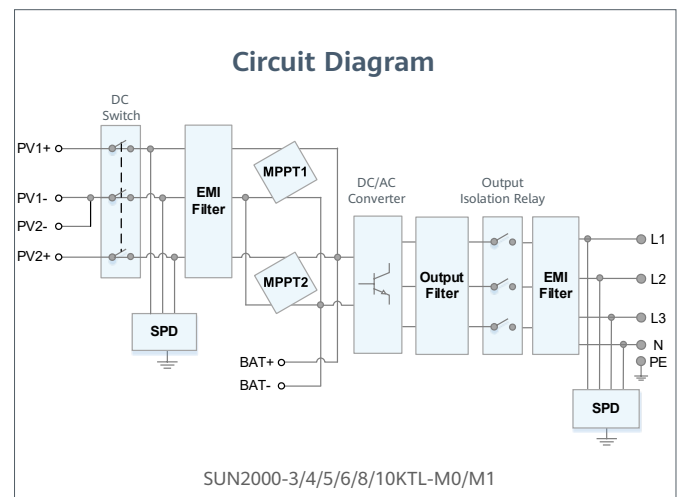 Circuit Diagram
DC
Switch
PV1+
PV1-
PV2-
PV2+
EMI
Filter
MPPT1
MPPT2
SPD
BAT+
BAT-
DC/AC
Converter
Output
Filter
Output
Isolation Relay
EMI
Filter
L1
L2
L3
N
PE
SPD
SUN2000-3/4/5/6/8/10KTL-M0/M1